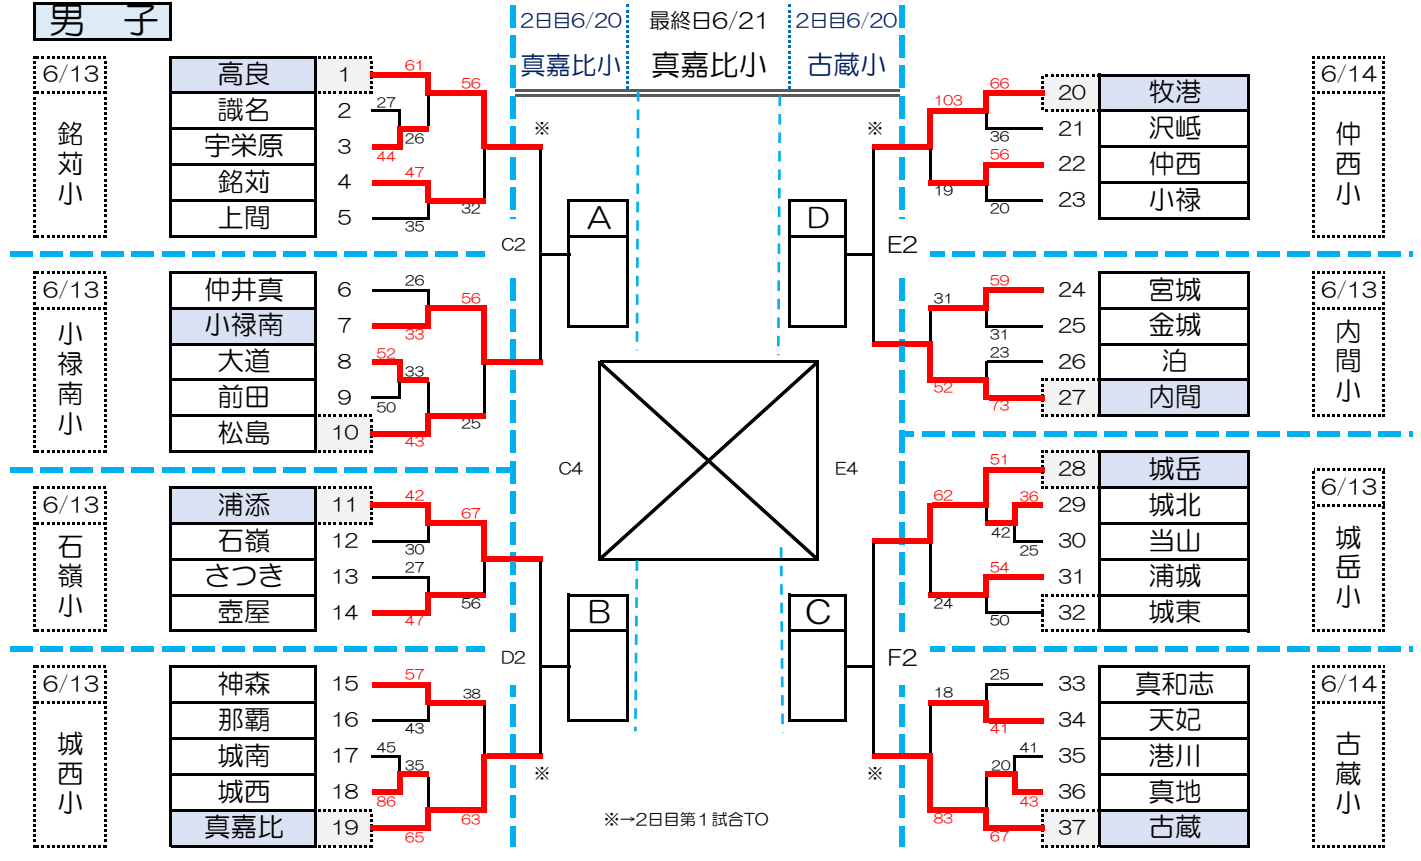 男 子
2日目6/20 最終日6/21 2日目6/20
真嘉比小 真嘉比小 古蔵小
6/13
銘苅小
61
高良 1
56
識名 2
27
26
宇栄原 3
44
銘苅 4
47
32
上間 5
35
※
C2
A
6/13
小禄南小
仲井真 6
26
56
小禄南 7
33
大道 8
52
33
前田 9
50
25
松島 10
43
C4
6/13
石嶺小
浦添 11
42
67
石嶺 12
30
さつき 13
27
56
壺屋 14
47
B
D2
6/13
城西小
神森 15
57
38
那覇 16
43
城南 17
45
35
城西 18
86
63
真嘉比 19
65
※
※→2日目第1試合TO
6/14
仲西小
66
20 牧港
103
21 沢岻
36
56
22 仲西
19
23 小禄
20
※
D
E2
6/13
内間小
59
24 宮城
31
25 金城
31
23
26 泊
52
27 内間
73
E4
6/13
城岳小
51
28 城岳
62
36
29 城北
42
30 当山
25
54
31 浦城
24
32 城東
50
C
F2
6/14
古蔵小
25
33 真和志
18
34 天妃
41
41
35 港川
20
36 真地
43
83
37 古蔵
67
※